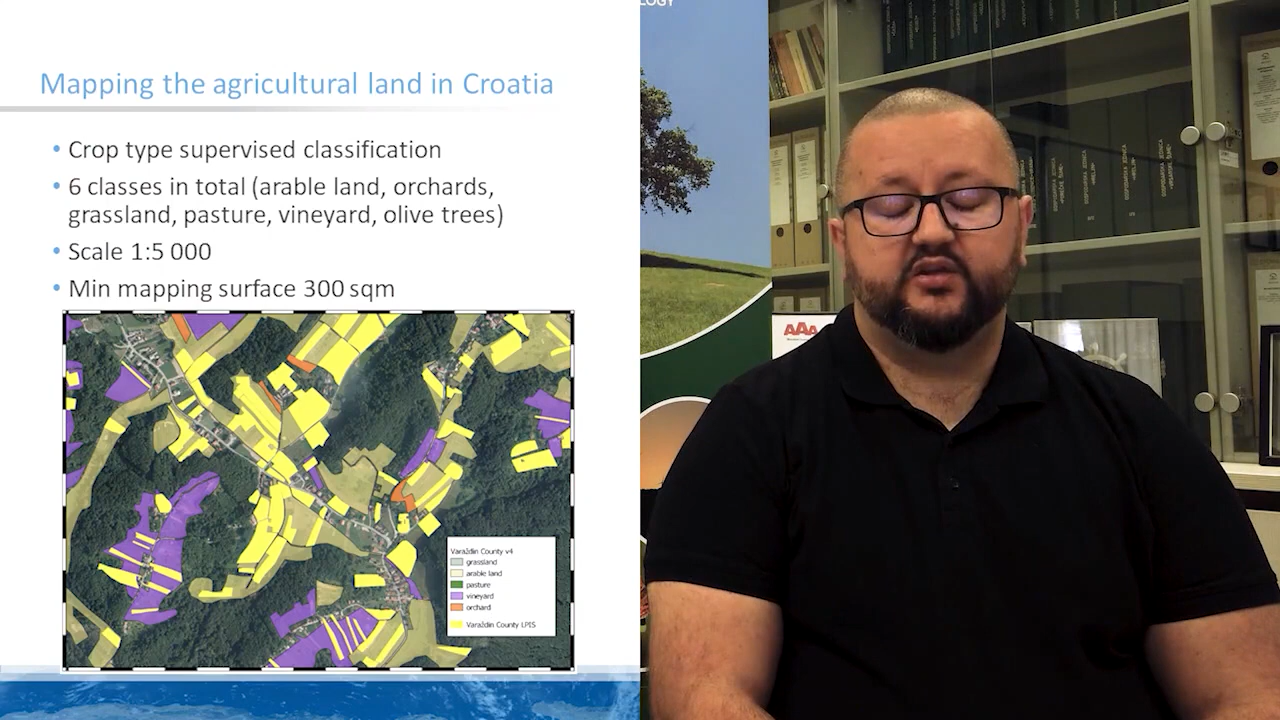 Mapping the agricultural land in Croatia
• Crop type supervised classification
• 6 classes in total (arable land, orchards,
grassland, pasture, vineyard, olive trees)
• Scale 1:5 000
• Min mapping surface 300 sqm
Varaždin County v4
grassland
arable land
pasture
vineyard
orchard
Varaždin County LPIS
AAA